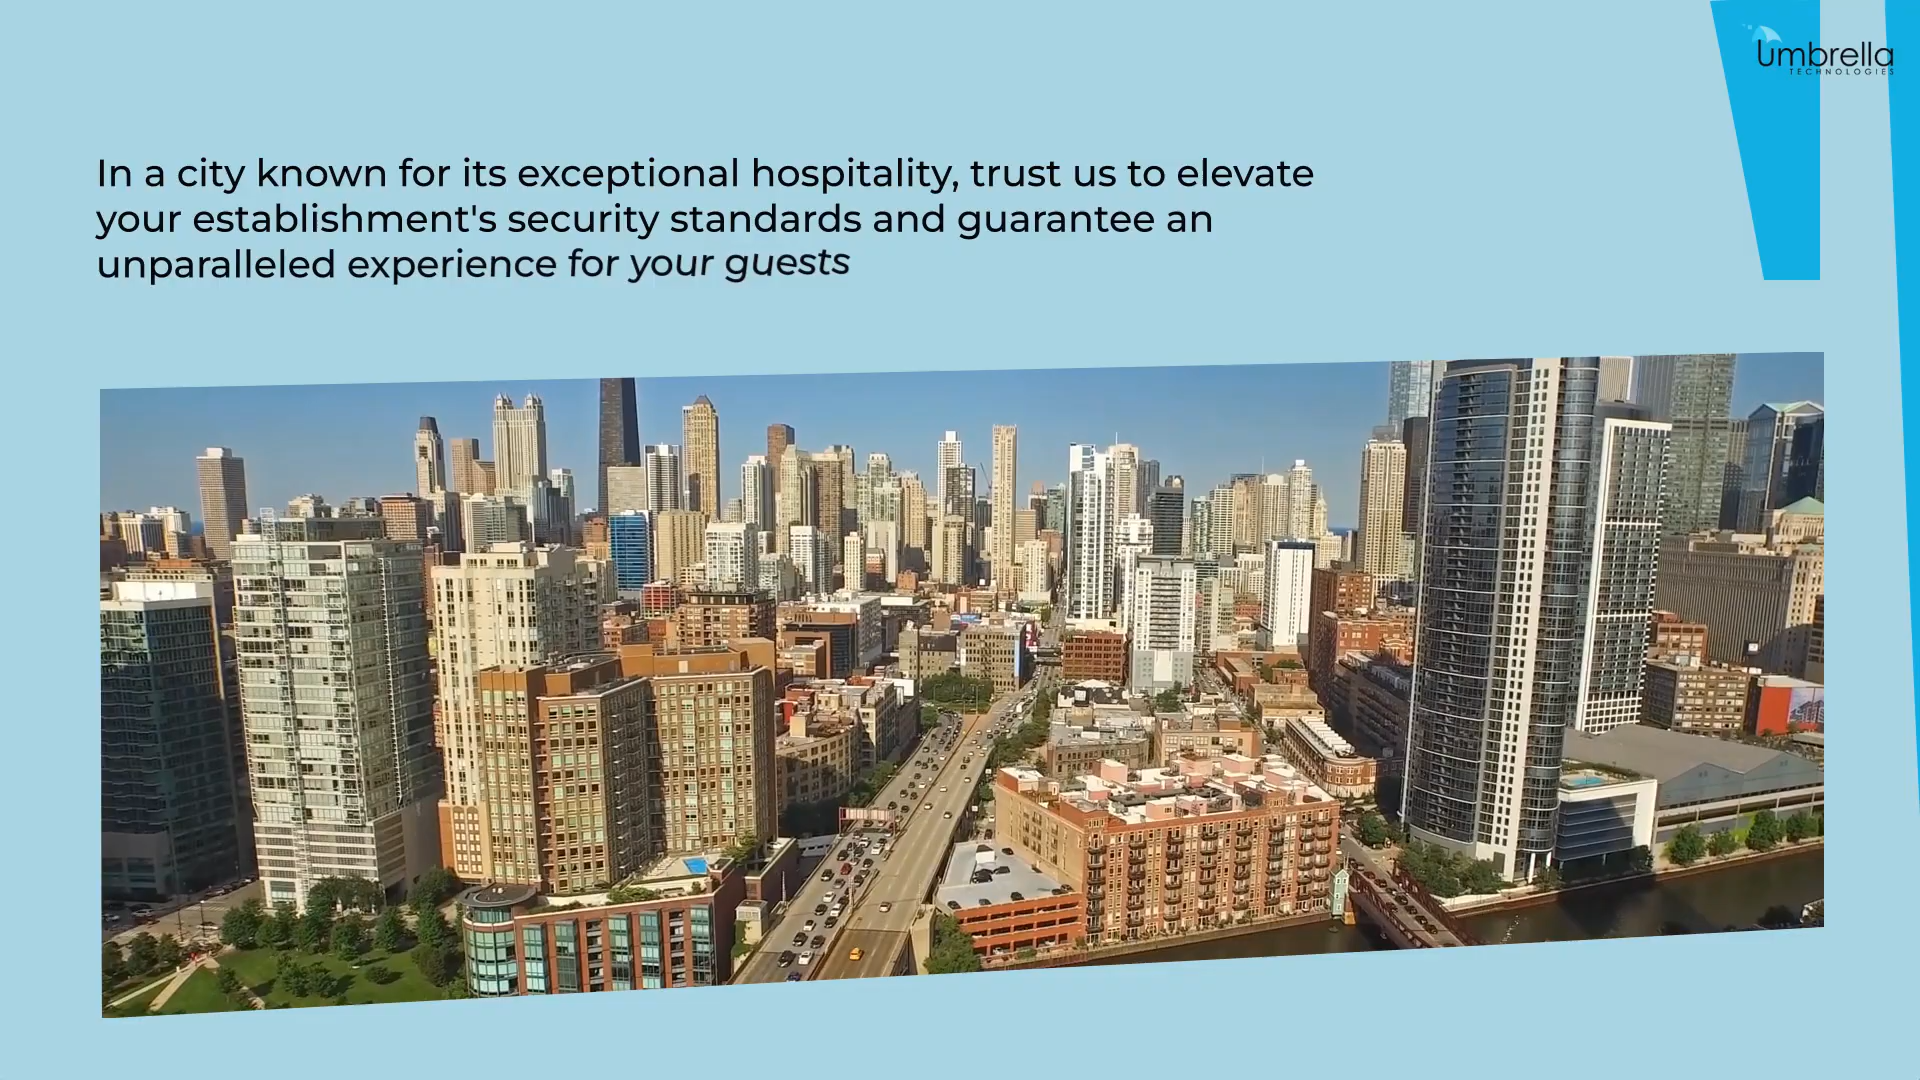 umbrella
TECHNOLOGIES
In a city known for its exceptional hospitality, trust us to elevate
your establishment's security standards and guarantee an
unparalleled experience for your guests